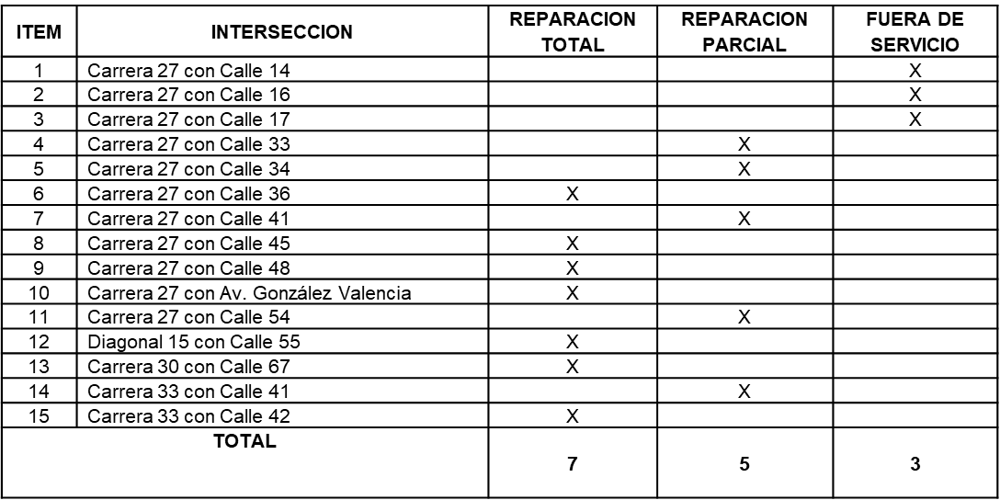 ITEM INTERSECCION REPARACION TOTAL REPARACION PARCIAL FUERA DE SERVICIO
1 Carrera 27 con Calle 14 X
2 Carrera 27 con Calle 16 X
3 Carrera 27 con Calle 17 X
4 Carrera 27 con Calle 33 X
5 Carrera 27 con Calle 34 X
6 Carrera 27 con Calle 36 X
7 Carrera 27 con Calle 41 X
8 Carrera 27 con Calle 45 X
9 Carrera 27 con Calle 48 X
10 Carrera 27 con Av. González Valencia X
11 Carrera 27 con Calle 54 X
12 Diagonal 15 con Calle 55 X
13 Carrera 30 con Calle 67 X
14 Carrera 33 con Calle 41 X
15 Carrera 33 con Calle 42 X
TOTAL 7 5 3